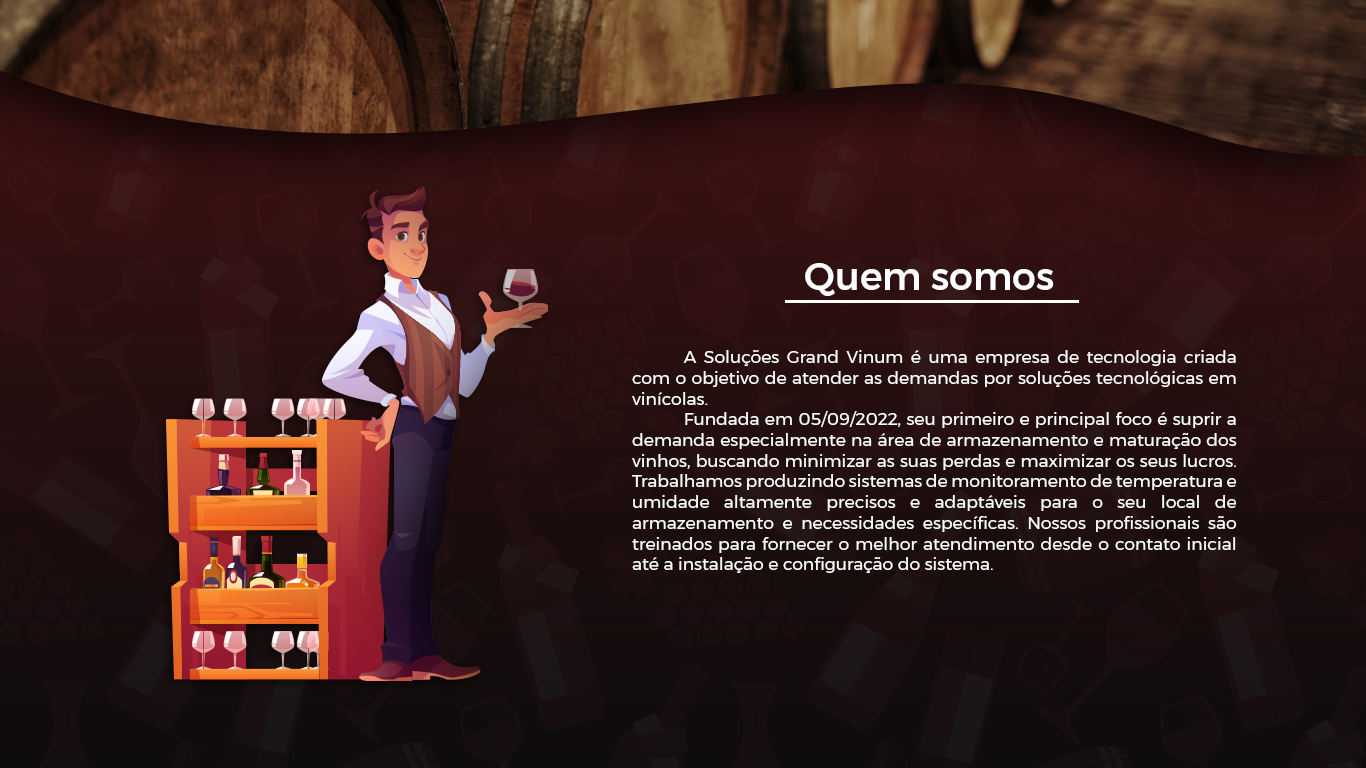 Quem somos
A Soluções Grand Vinum é uma empresa de tecnologia criada
com o objetivo de atender as demandas por soluções tecnológicas em
vinícolas.
Fundada em 05/09/2022, seu primeiro e principal foco é suprir a
demanda especialmente na área de armazenamento e maturação dos
vinhos, buscando minimizar as suas perdas e maximizar os seus lucros.
Trabalhamos produzindo sistemas de monitoramento de temperatura e
umidade altamente precisos e adaptáveis para o seu local de
armazenamento e necessidades específicas. Nossos profissionais são
treinados para fornecer o melhor atendimento desde o contato inicial
até a instalação e configuração do sistema.